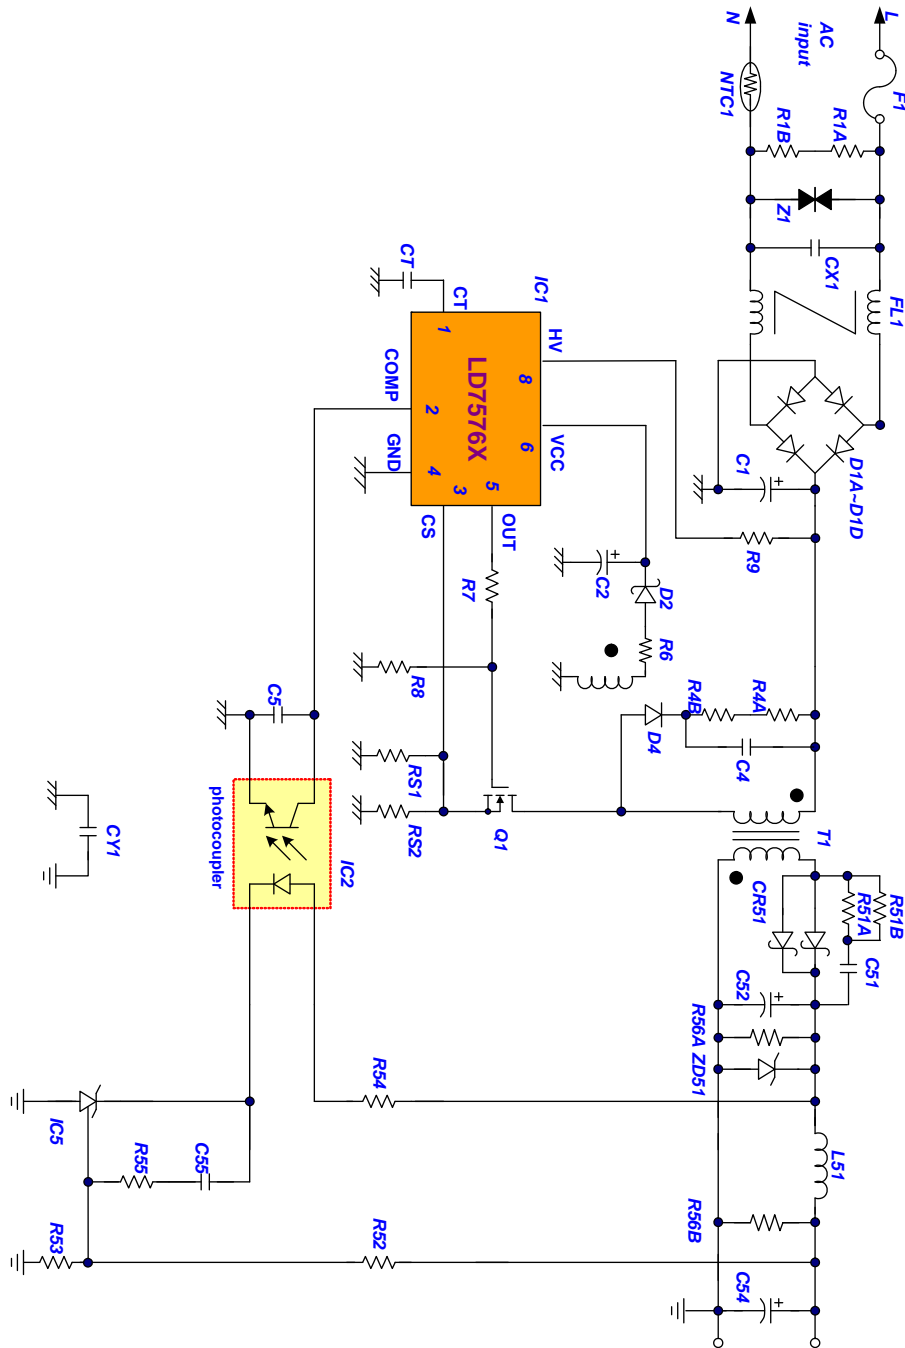 L
AC
input
N
F1
NTC1
R1A
R1B
Z1
CX1
FL1
D1A~D1D
C1
R9
R4A
R4B
C4
D4
T1
R51B
R51A
CR51
C51
C52
R56A
ZD51
L51
R56B
C54
IC1
HV
VCC
8
6
LD7576X
CT
CT
1
COMP
2
GND
4
3
5
CS
OUT
C2
D2
R6
R7
R8
Q1
RS1
RS2
C5
IC2
photocoupler
CY1
R54
IC5
R55
C55
R53
R52